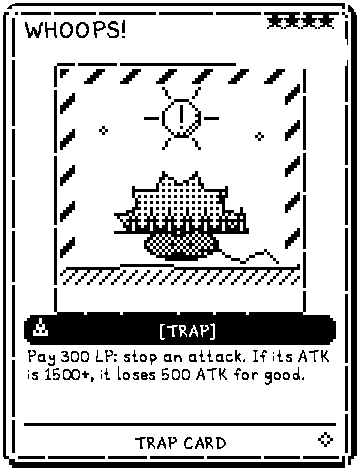 WHOOPS!
[TRAP]
Pay 300 LP: stop an attack. If its ATK
is 1500+, it loses 500 ATK for good.
TRAP CARD